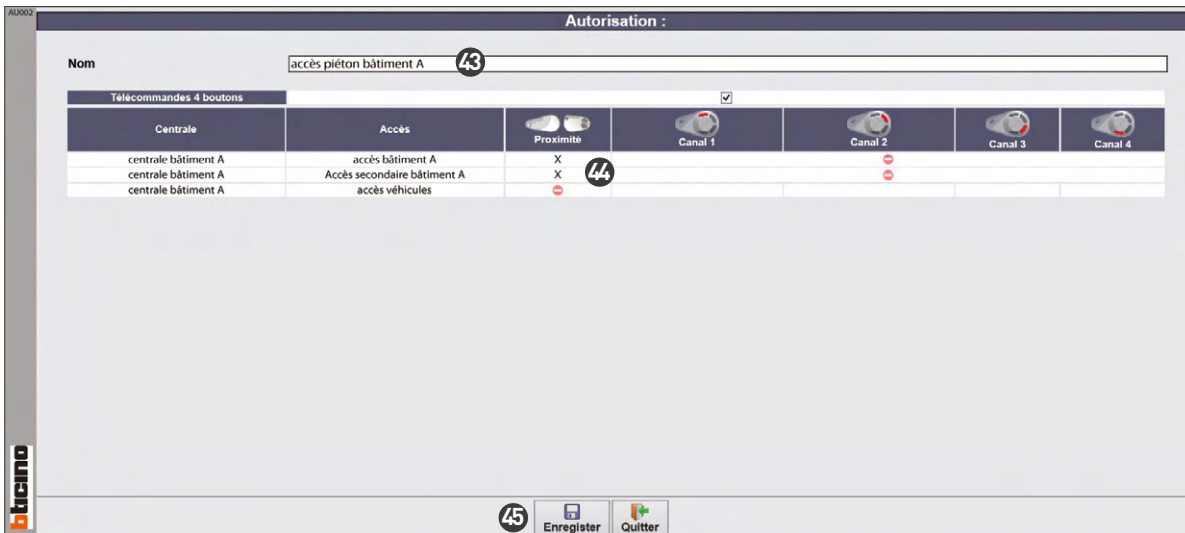 AU002
Autorisation :
Nom accès piéton bâtiment A 43
Télécommandes 4 boutons
Centrale Accès Proximité Canal 1 Canal 2 Canal 3 Canal 4
centrale bâtiment A accès bâtiment A X
centrale bâtiment A Accès secondaire bâtiment A X 44
centrale bâtiment A accès véhicules
bticino
45 Enregister Quitter